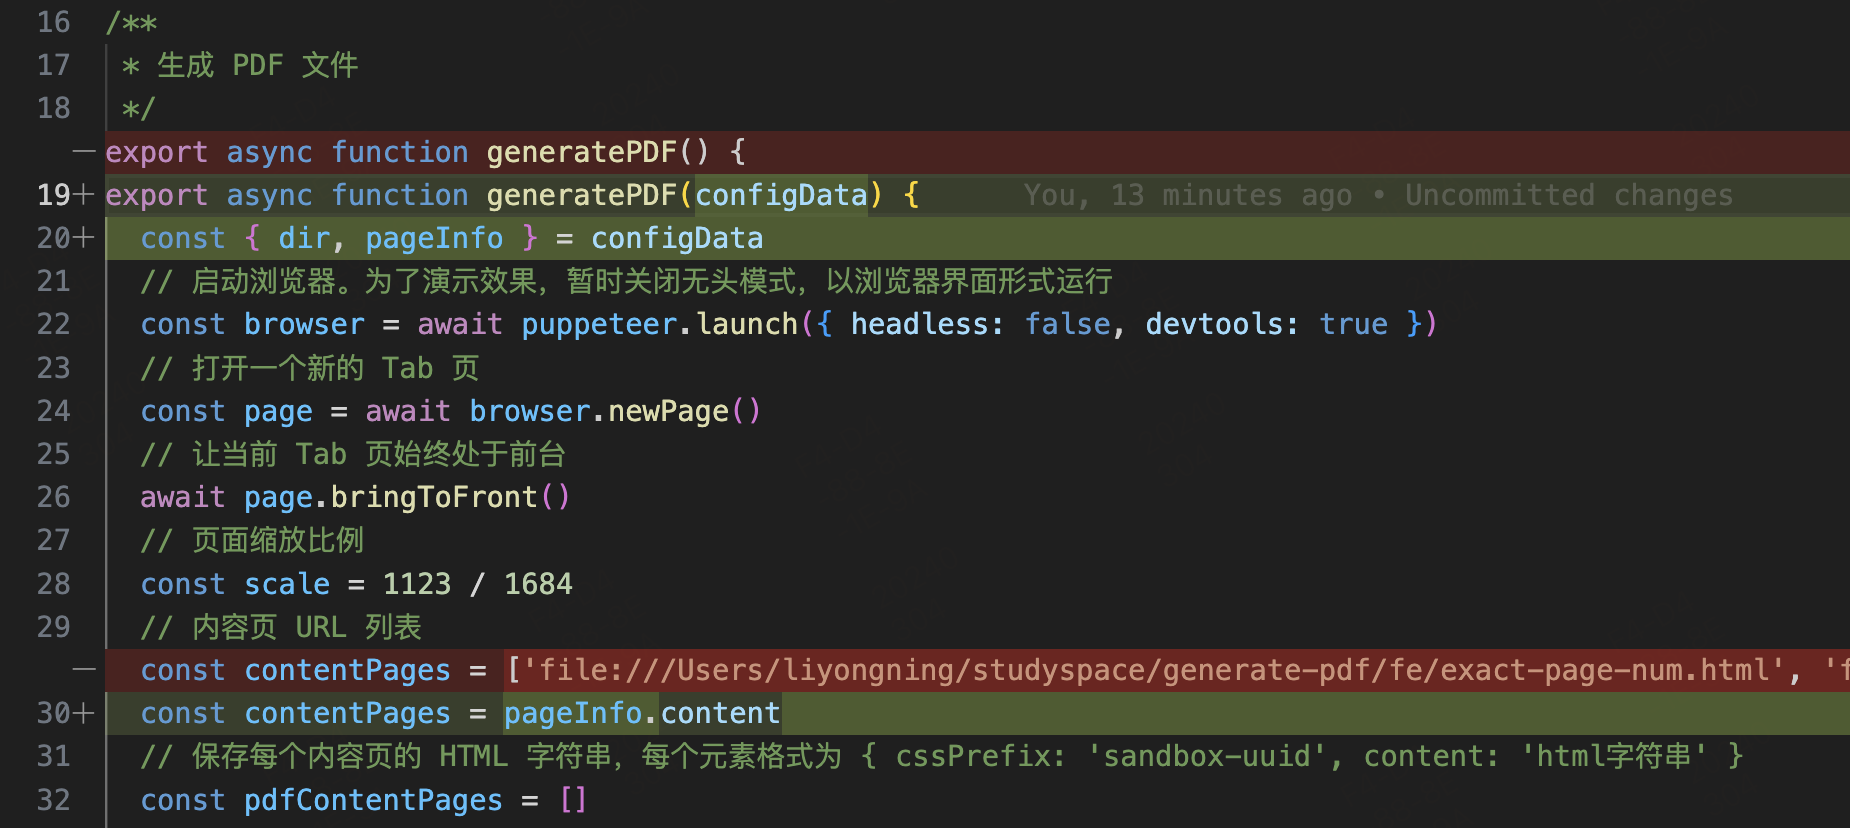 16 /**
17  * 生成 PDF 文件
18  */
— export async function generatePDF() {
19+ export async function generatePDF(configData) {      You, 13 minutes ago • Uncommitted changes
20+   const { dir, pageInfo } = configData
21   // 启动浏览器。为了演示效果，暂时关闭无头模式，以浏览器界面形式运行
22   const browser = await puppeteer.launch({ headless: false, devtools: true })
23   // 打开一个新的 Tab 页
24   const page = await browser.newPage()
25   // 让当前 Tab 页始终处于前台
26   await page.bringToFront()
27   // 页面缩放比例
28   const scale = 1123 / 1684
29   // 内容页 URL 列表
—   const contentPages = ['file:///Users/liyongning/studyspace/generate-pdf/fe/exact-page-num.html', 'f
30+   const contentPages = pageInfo.content
31   // 保存每个内容页的 HTML 字符串，每个元素格式为 { cssPrefix: 'sandbox-uuid', content: 'html字符串' }
32   const pdfContentPages = []